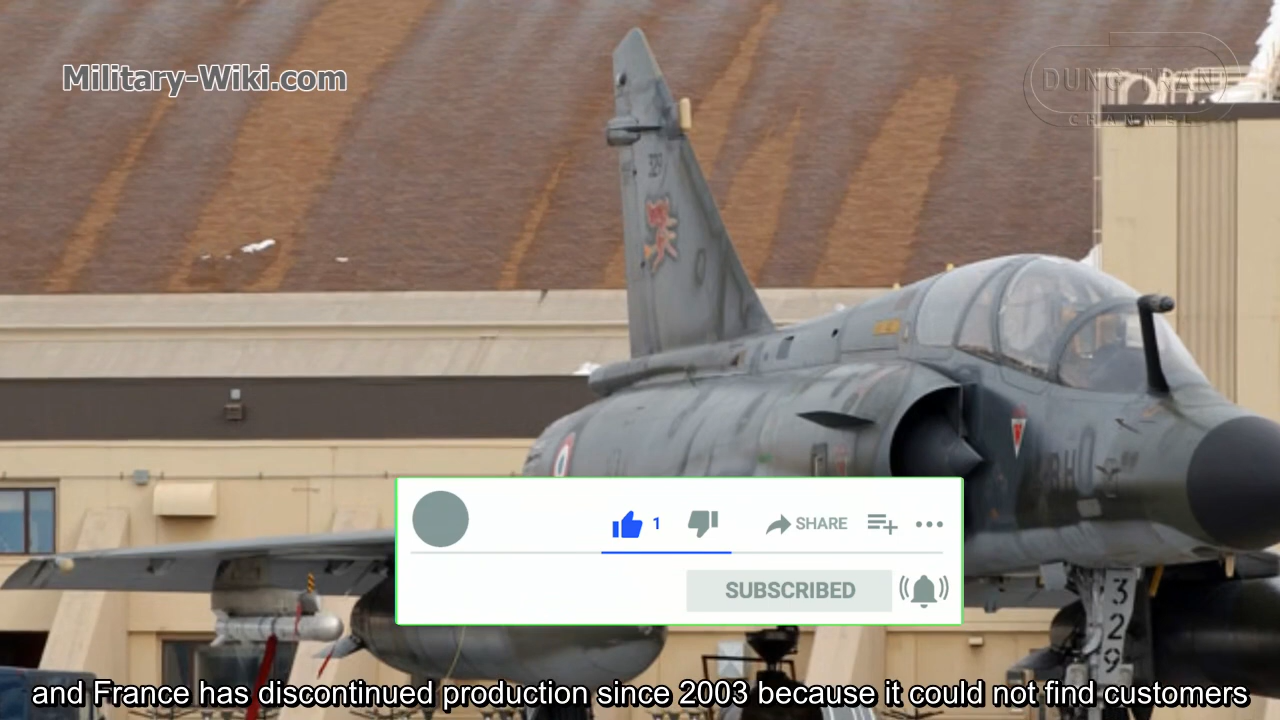 Military-Wiki.com
DUNG TRAN
CHANNEL
329
1
SHARE
SUBSCRIBED
329
and France has discontinued production since 2003 because it could not find customers